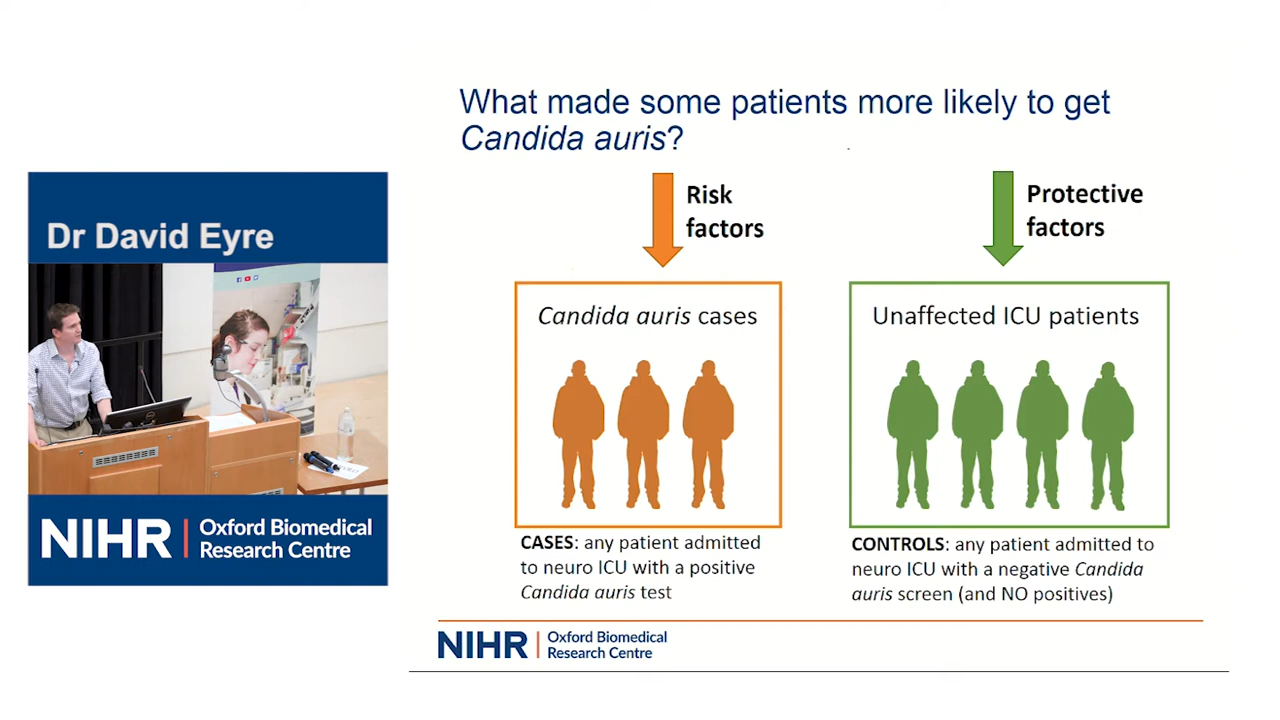 Dr David Eyre
NIHR | Oxford Biomedical
Research Centre
What made some patients more likely to get
Candida auris?
Risk
factors
Protective
factors
Candida auris cases
Unaffected ICU patients
CASES: any patient admitted
to neuro ICU with a positive
Candida auris test
CONTROLS: any patient admitted to
neuro ICU with a negative Candida
auris screen (and NO positives)
NIHR | Oxford Biomedical
Research Centre